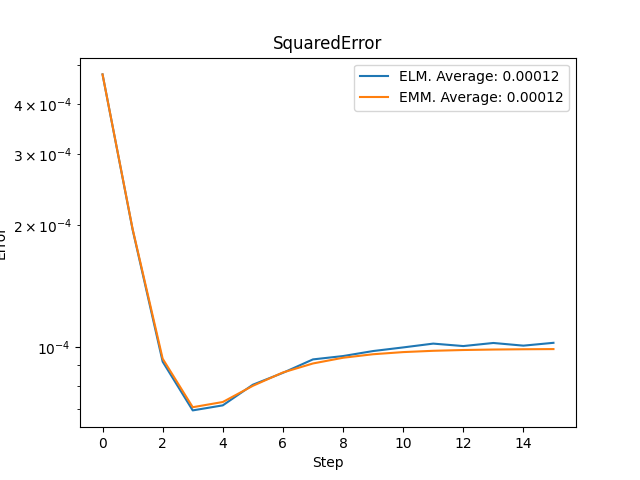 SquaredError
ELM. Average: 0.00012
EMM. Average: 0.00012
4 × 10⁻⁴
3 × 10⁻⁴
2 × 10⁻⁴
10⁻⁴
Error
0 2 4 6 8 10 12 14
Step